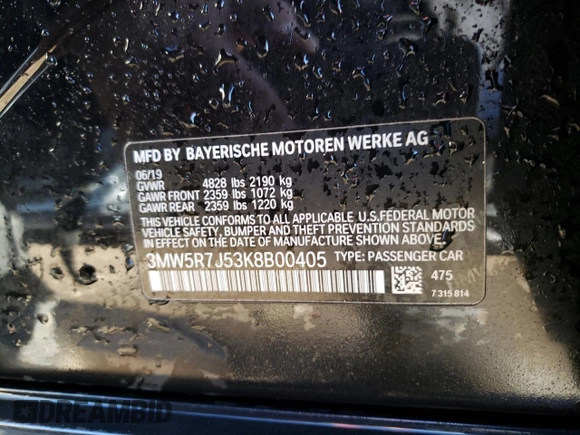 MFD BY BAYERISCHE MOTOREN WERKE AG
06/19
GVWR 4828 lbs 2190 kg
GAWR FRONT 2359 lbs 1072 kg
GAWR REAR 2359 lbs 1220 kg
THIS VEHICLE CONFORMS TO ALL APPLICABLE U.S.FEDERAL MOTOR
VEHICLE SAFETY, BUMPER AND THEFT PREVENTION STANDARDS
IN EFFECT ON THE DATE OF MANUFACTURE SHOWN ABOVE.
3MW5R7J53K8B00405 TYPE: PASSENGER CAR
475
7 315 814
DREAMBID